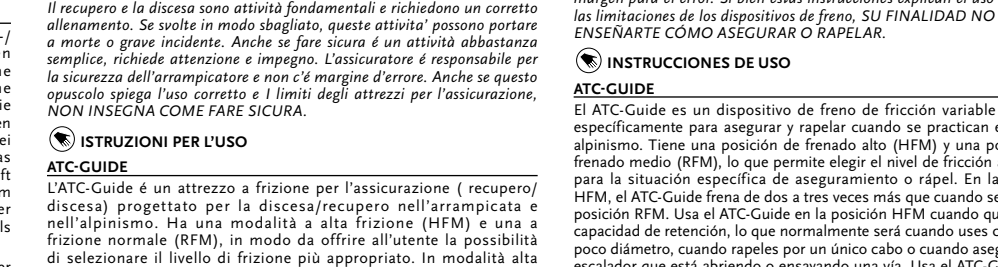 -/
n
ne
ne
ie
en
ei
as
ft
m
er
ls
Il recupero e la discesa sono attività fondamentali e richiedono un corretto
allenamento. Se svolte in modo sbagliato, queste attivita' possono portare
a morte o grave incidente. Anche se fare sicura é un attività abbastanza
semplice, richiede attenzione e impegno. L'assicuratore é responsabile per
la sicurezza dell'arrampicatore e non c'é margine d'errore. Anche se questo
opuscolo spiega l'uso corretto e I limiti degli attrezzi per l'assicurazione,
NON INSEGNA COME FARE SICURA.
ISTRUZIONI PER L'USO
ATC-GUIDE
L'ATC-Guide é un attrezzo a frizione per l'assicurazione ( recupero/
discesa) progettato per la discesa/recupero nell'arrampicata e
nell'alpinismo. Ha una modalità a alta frizione (HFM) e una a
frizione normale (RFM), in modo da offrire all'utente la possibilità
di selezionare il livello di frizione più appropriato. In modalità alta
las limitaciones de los dispositivos de freno, SU FINALIDAD NO
ENSEÑARTE CÓMO ASEGURAR O RAPELAR.
INSTRUCCIONES DE USO
ATC-GUIDE
El ATC-Guide es un dispositivo de freno de fricción variable
específicamente para asegurar y rapelar cuando se practican e
alpinismo. Tiene una posición de frenado alto (HFM) y una po
frenado medio (RFM), lo que permite elegir el nivel de fricción a
para la situación específica de aseguramiento o rápel. En la
HFM, el ATC-Guide frena de dos a tres veces más que cuando se
posición RFM. Usa el ATC-Guide en la posición HFM cuando qu
capacidad de retención, lo que normalmente será cuando uses c
poco diámetro, cuando rapeles por un único cabo o cuando aseg
escalador que está abriendo o ensayando una vía. Usa el ATC-G